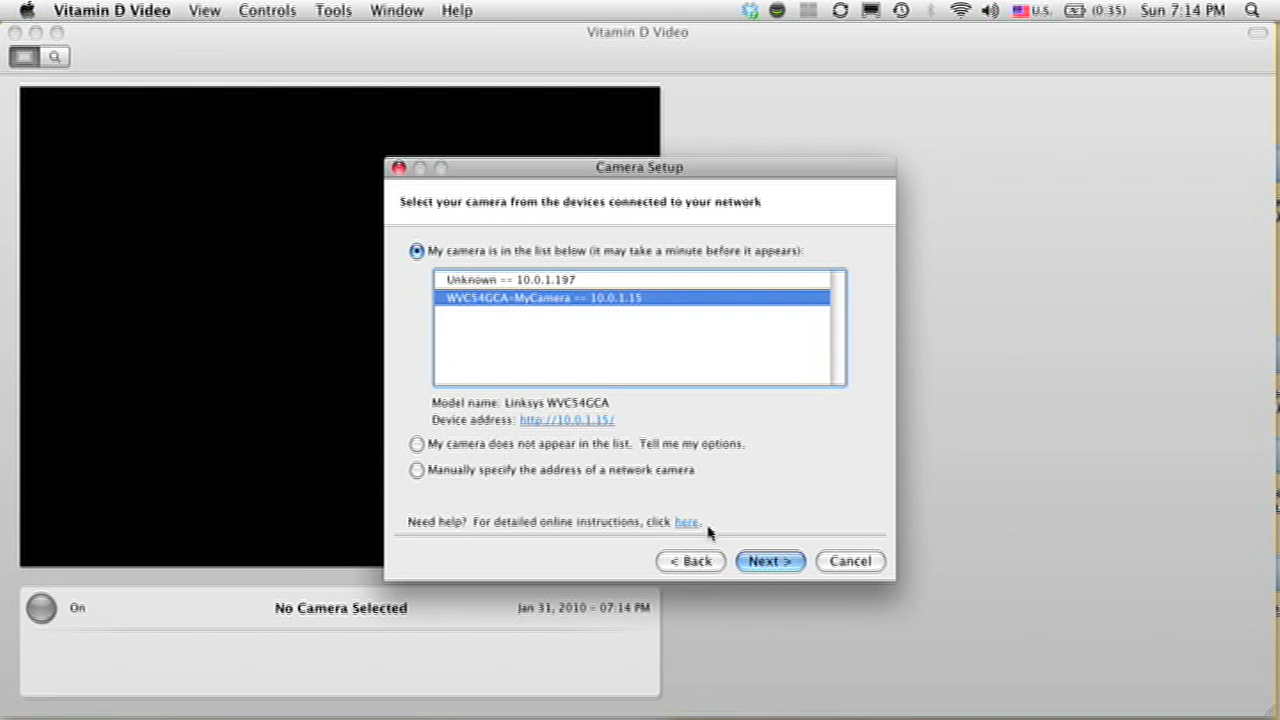 Vitamin D Video View Controls Tools Window Help U.S. (0:35) Sun 7:14 PM
Vitamin D Video
Camera Setup
Select your camera from the devices connected to your network
My camera is in the list below (it may take a minute before it appears):
Unknown -- 10.0.1.197
WVC54GCA-MyCamera -- 10.0.1.15
Model name: Linksys WVC54GCA
Device address: http://10.0.1.15/
My camera does not appear in the list. Tell me my options.
Manually specify the address of a network camera
Need help? For detailed online instructions, click here.
< Back Next > Cancel
On No Camera Selected Jan 31, 2010 - 07:14 PM